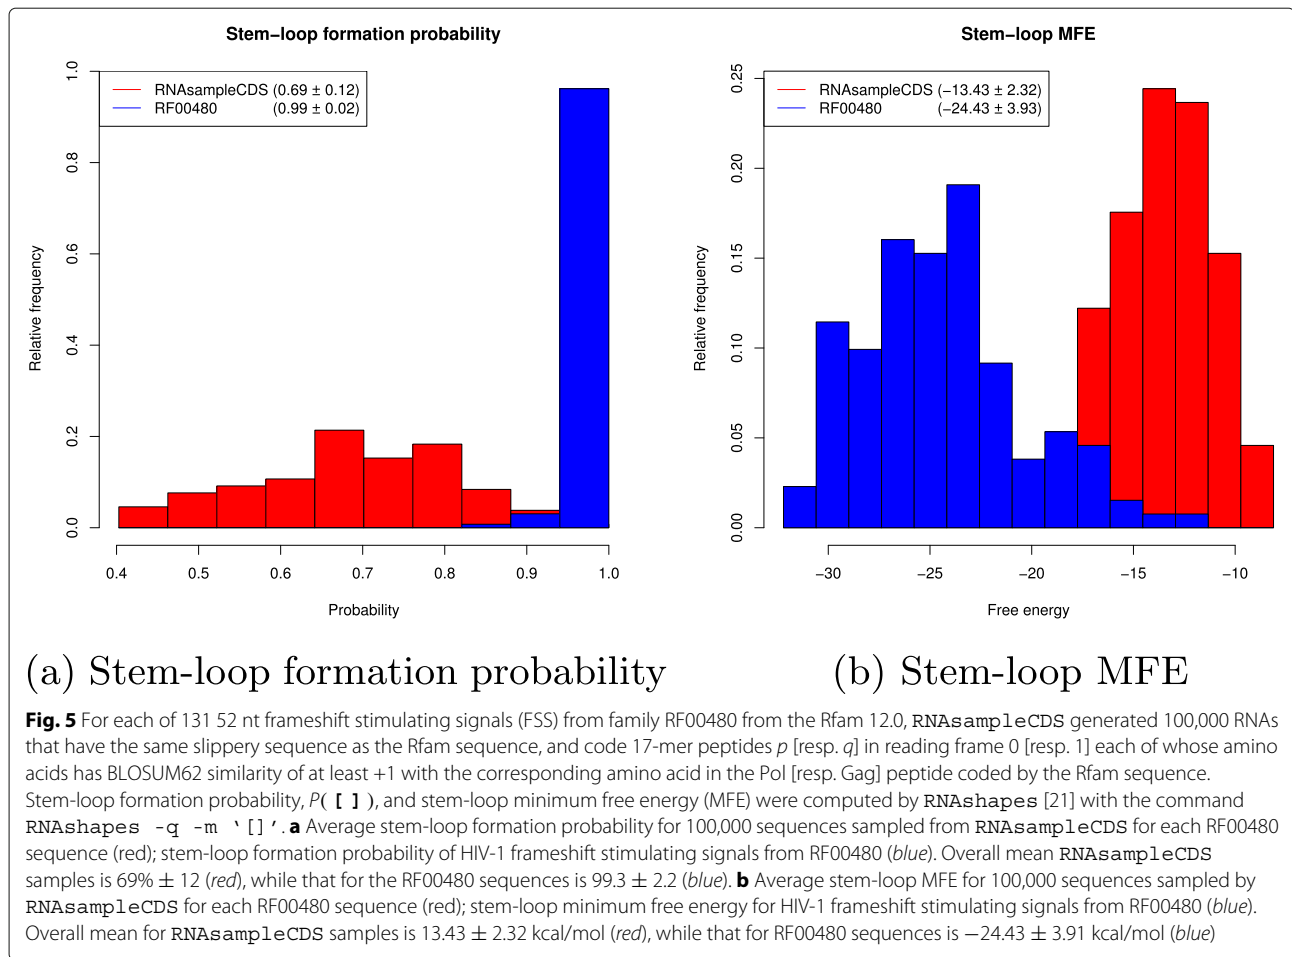 Stem−loop formation probability
RNAsampleCDS (0.69 ± 0.12)
RF00480 (0.99 ± 0.02)
Relative frequency
0.0 0.2 0.4 0.6 0.8 1.0
0.4 0.5 0.6 0.7 0.8 0.9 1.0
Probability
(a) Stem-loop formation probability
Stem−loop MFE
RNAsampleCDS (−13.43 ± 2.32)
RF00480 (−24.43 ± 3.93)
Relative frequency
0.00 0.05 0.10 0.15 0.20 0.25
−30 −25 −20 −15 −10
Free energy
(b) Stem-loop MFE
Fig. 5 For each of 131 52 nt frameshift stimulating signals (FSS) from family RF00480 from the Rfam 12.0, RNAsampleCDS generated 100,000 RNAs
that have the same slippery sequence as the Rfam sequence, and code 17-mer peptides p [resp. q] in reading frame 0 [resp. 1] each of whose amino
acids has BLOSUM62 similarity of at least +1 with the corresponding amino acid in the Pol [resp. Gag] peptide coded by the Rfam sequence.
Stem-loop formation probability, P( [ ] ), and stem-loop minimum free energy (MFE) were computed by RNAshapes [21] with the command
RNAshapes -q -m ‘[]’. a Average stem-loop formation probability for 100,000 sequences sampled from RNAsampleCDS for each RF00480
sequence (red); stem-loop formation probability of HIV-1 frameshift stimulating signals from RF00480 (blue). Overall mean RNAsampleCDS
samples is 69% ± 12 (red), while that for the RF00480 sequences is 99.3 ± 2.2 (blue). b Average stem-loop MFE for 100,000 sequences sampled by
RNAsampleCDS for each RF00480 sequence (red); stem-loop minimum free energy for HIV-1 frameshift stimulating signals from RF00480 (blue).
Overall mean for RNAsampleCDS samples is 13.43 ± 2.32 kcal/mol (red), while that for RF00480 sequences is −24.43 ± 3.91 kcal/mol (blue)